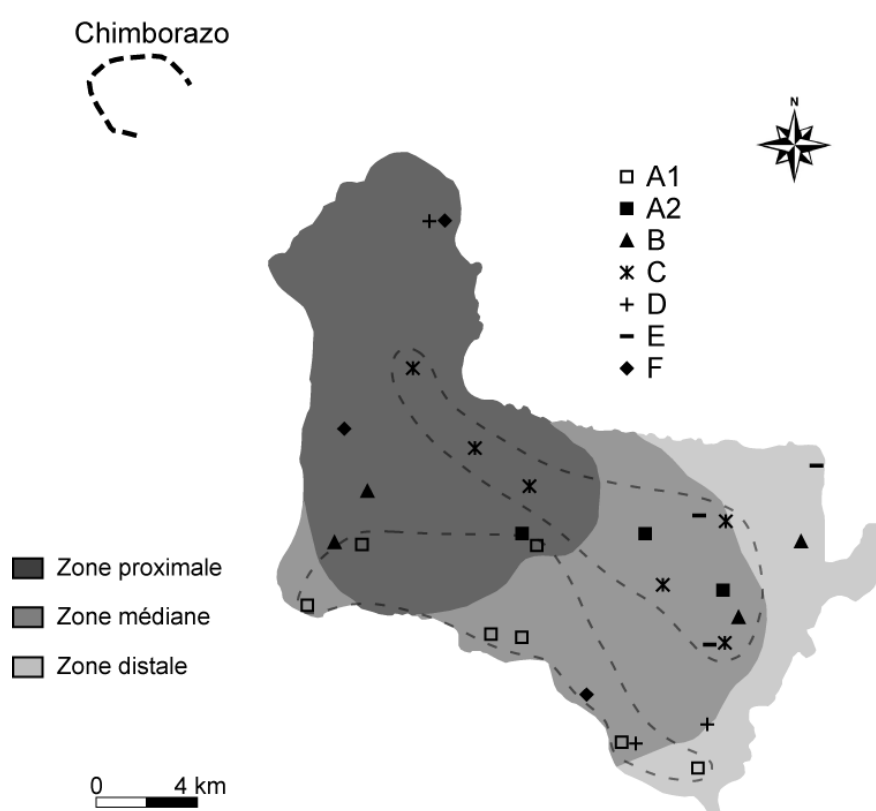 Chimborazo
N
A1
A2
B
C
D
E
F
Zone proximale
Zone médiane
Zone distale
0 4 km